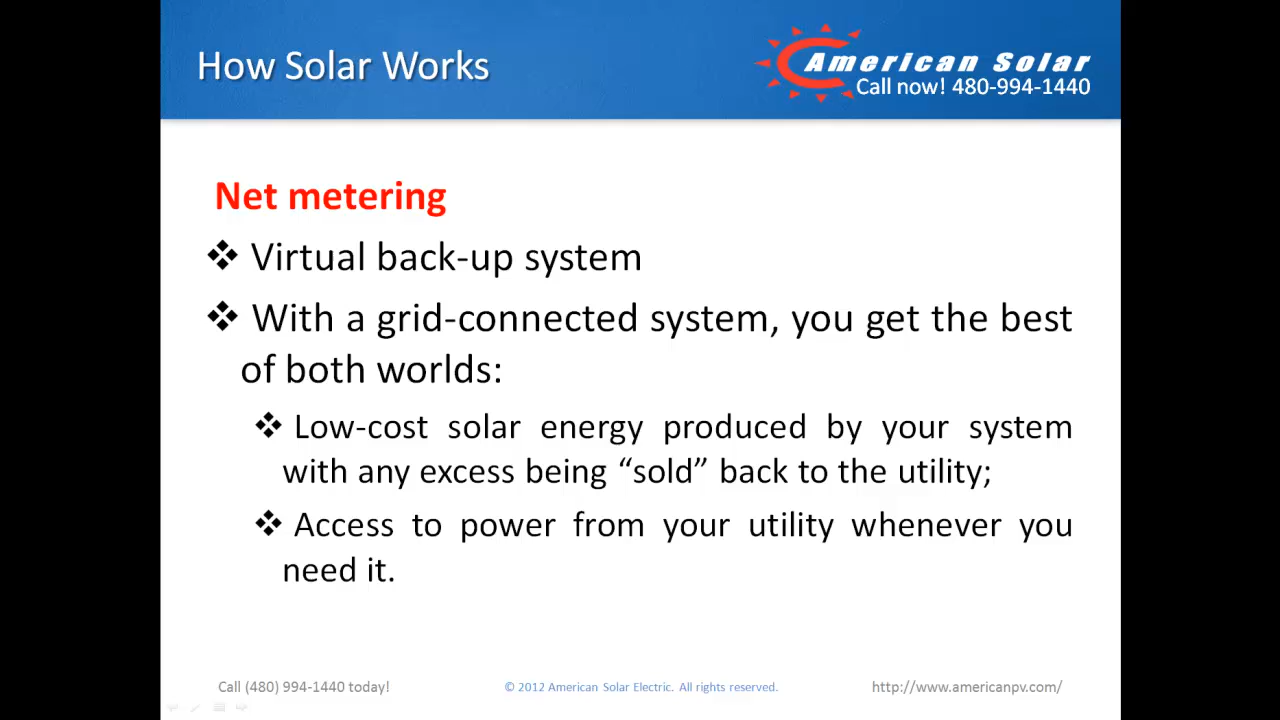 How Solar Works
American Solar
Call now! 480-994-1440
Net metering
❖ Virtual back-up system
❖ With a grid-connected system, you get the best
of both worlds:
❖ Low-cost solar energy produced by your system
with any excess being “sold” back to the utility;
❖ Access to power from your utility whenever you
need it.
Call (480) 994-1440 today!
© 2012 American Solar Electric. All rights reserved.
http://www.americanpv.com/